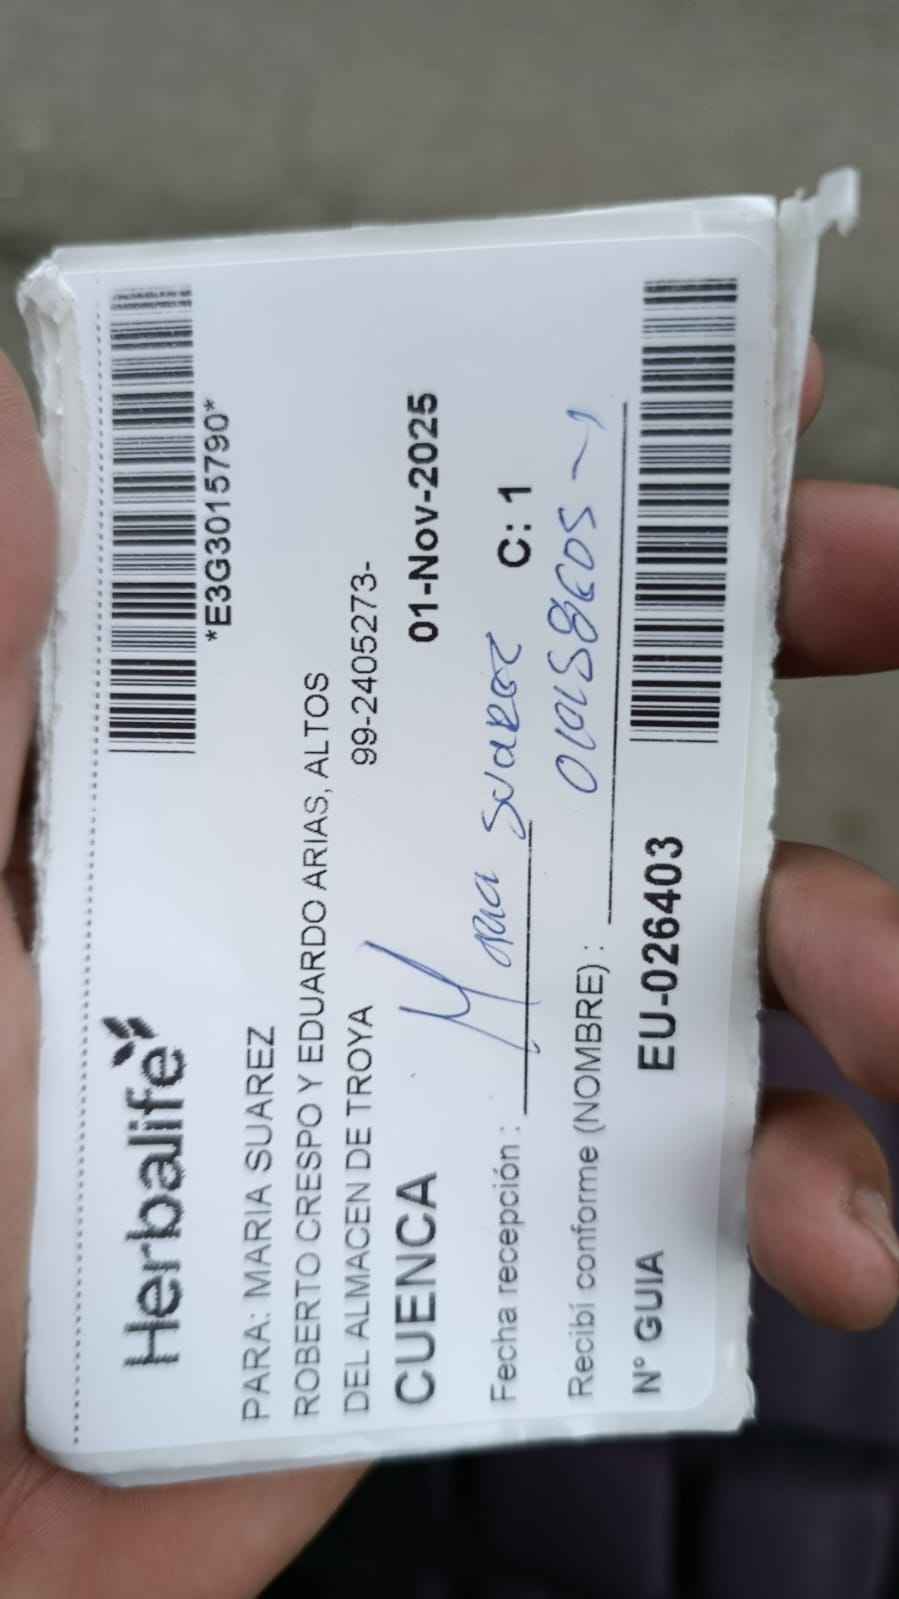 Herbalife
*E3G3015790*
PARA: MARIA SUAREZ
ROBERTO CRESPO Y EDUARDO ARIAS, ALTOS
DEL ALMACEN DE TROYA 99-2405273-
CUENCA 01-Nov-2025
Fecha recepción : Maria Suarez C: 1
Recibí conforme (NOMBRE) :
Nº GUIA EU-026403